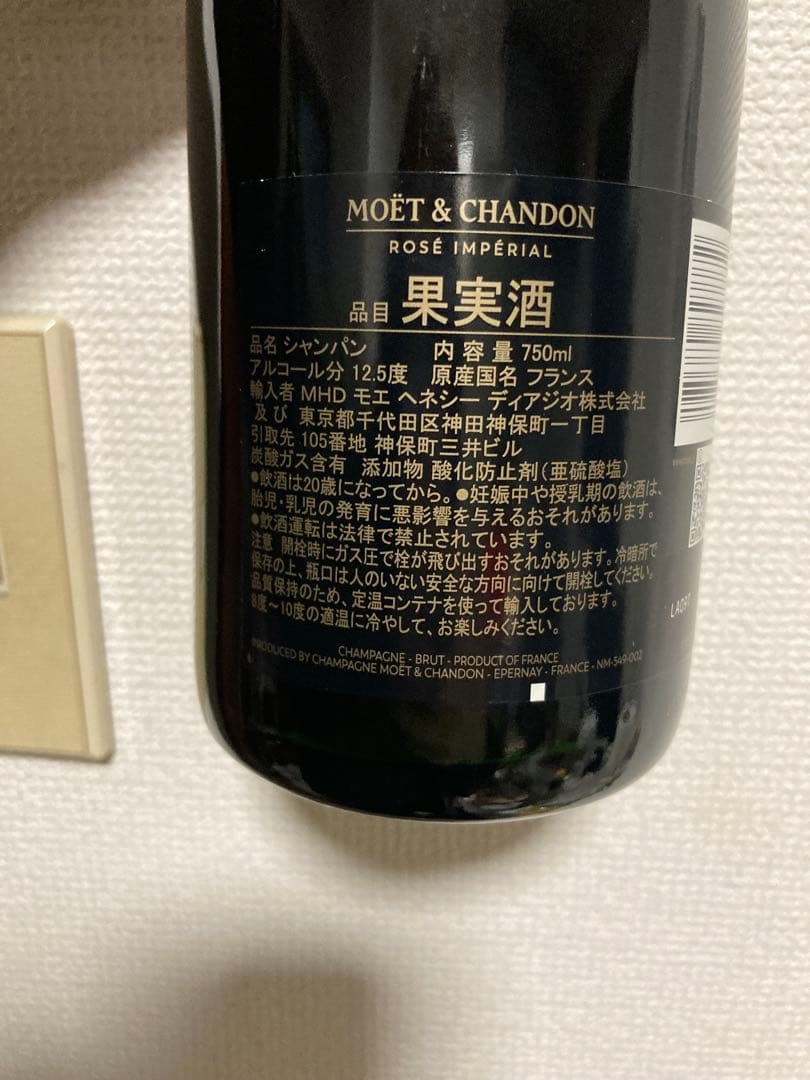 MOËT & CHANDON
ROSÉ IMPÉRIAL
品目 果実酒
品名 シャンパン 内容量 750ml
アルコール分 12.5度 原産国名 フランス
輸入者 MHD モエ ヘネシー ディアジオ株式会社
及び 東京都千代田区神田神保町一丁目
引取先 105番地 神保町三井ビル
炭酸ガス含有 添加物 酸化防止剤(亜硫酸塩)
●飲酒は20歳になってから。●妊娠中や授乳期の飲酒は、
胎児・乳児の発育に悪影響を与えるおそれがあります。
●飲酒運転は法律で禁止されています。
注意 開栓時にガス圧で栓が飛び出すおそれがあります。冷暗所で
保存の上、瓶口は人のいない安全な方向に向けて開栓してください。
品質保持のため、定温コンテナを使って輸入しております。
8度～10度の適温に冷やして、お楽しみください。
CHAMPAGNE - BRUT - PRODUCT OF FRANCE
PRODUCED BY CHAMPAGNE MOËT & CHANDON - EPERNAY - FRANCE - NM-549-002